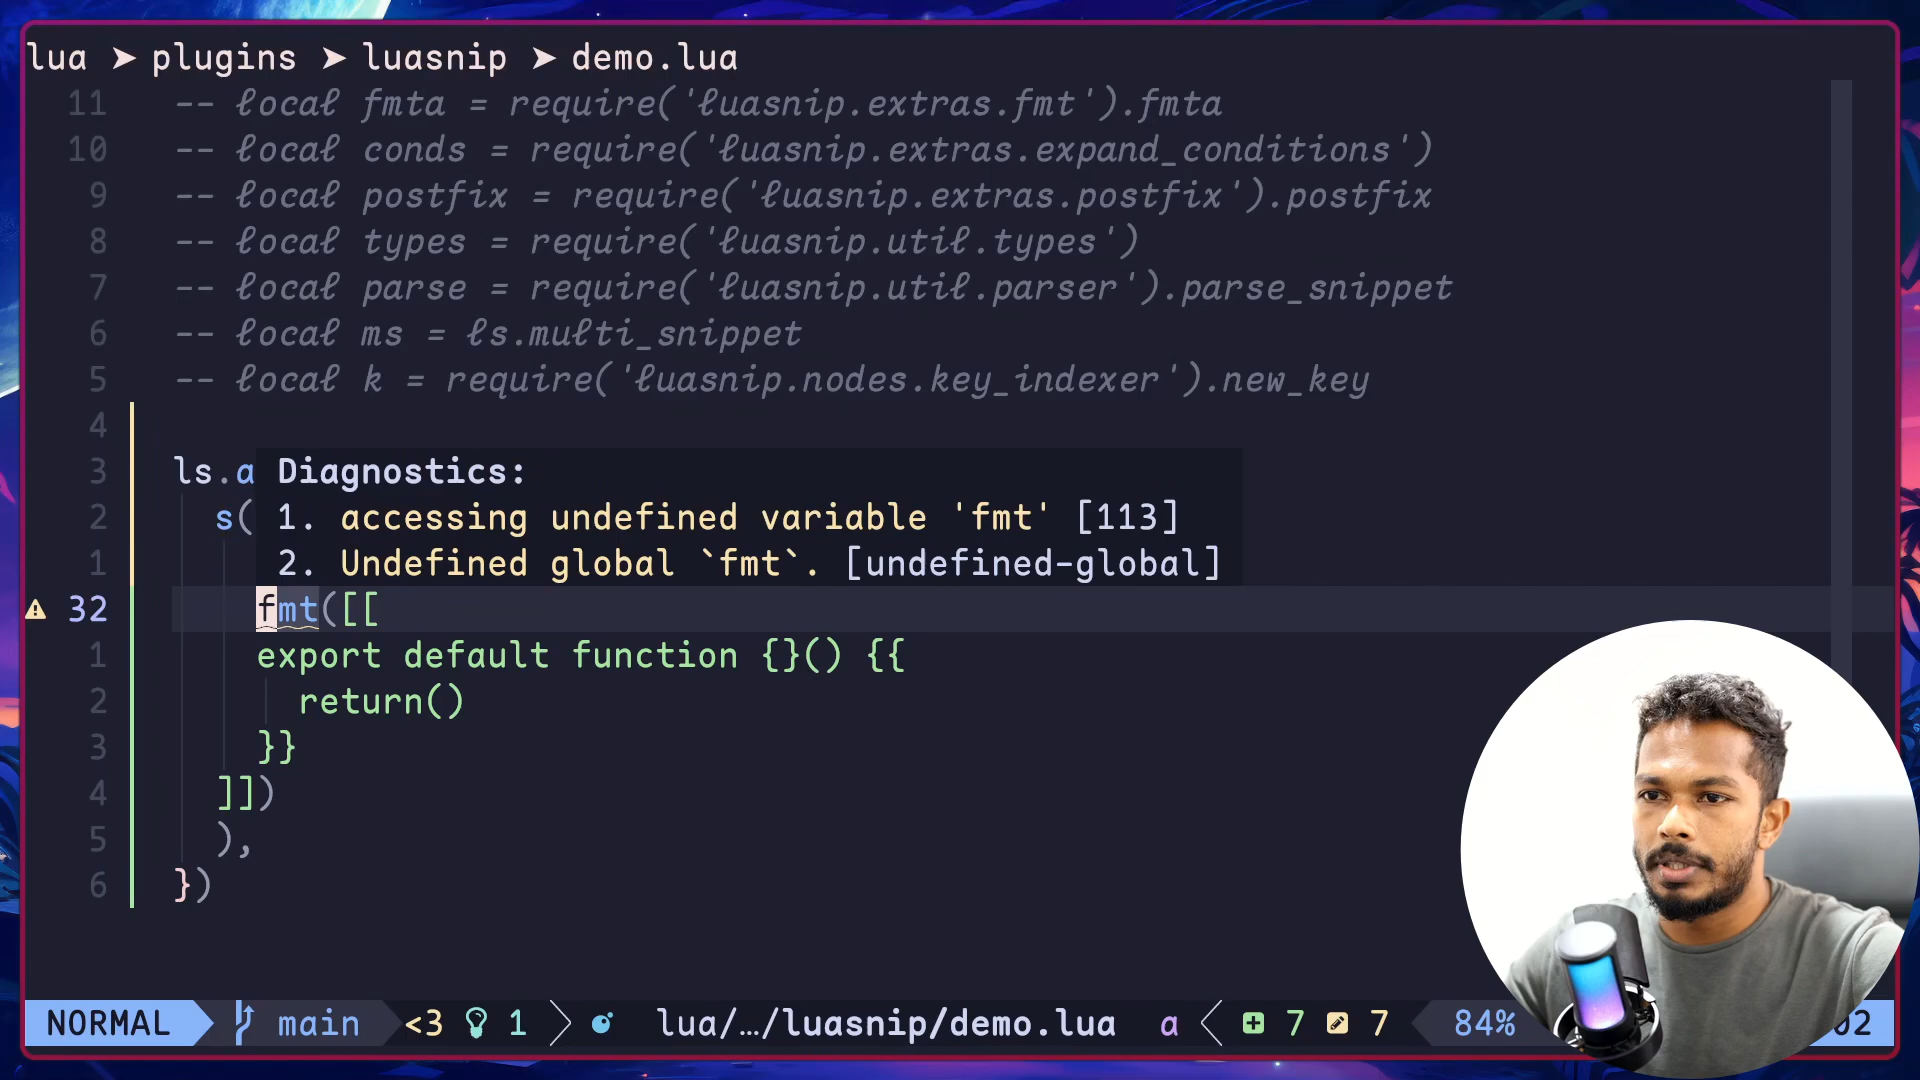 lua ➤ plugins ➤ luasnip ➤ demo.lua
11 -- local fmta = require('luasnip.extras.fmt').fmta
10 -- local conds = require('luasnip.extras.expand_conditions')
9 -- local postfix = require('luasnip.extras.postfix').postfix
8 -- local types = require('luasnip.util.types')
7 -- local parse = require('luasnip.util.parser').parse_snippet
6 -- local ms = ls.multi_snippet
5 -- local k = require('luasnip.nodes.key_indexer').new_key
4
3 ls.a Diagnostics:
2 s( 1. accessing undefined variable 'fmt' [113]
1 2. Undefined global `fmt`. [undefined-global]
32 fmt([[
1 export default function {}() {{
2 return()
3 }}
4 ]])
5 ),
6 })
NORMAL main <3 1 lua/…/luasnip/demo.lua a 7 7 84% 02